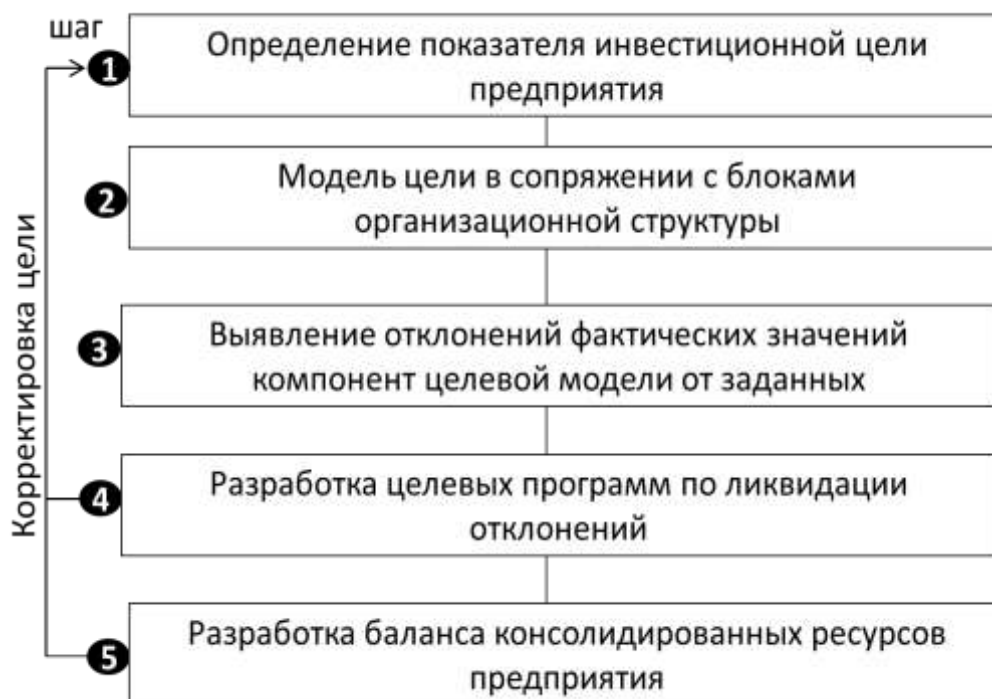 шаг
1
Определение показателя инвестиционной цели
предприятия
2
Модель цели в сопряжении с блоками
организационной структуры
3
Выявление отклонений фактических значений
компонент целевой модели от заданных
4
Разработка целевых программ по ликвидации
отклонений
5
Разработка баланса консолидированных ресурсов
предприятия
Корректировка цели